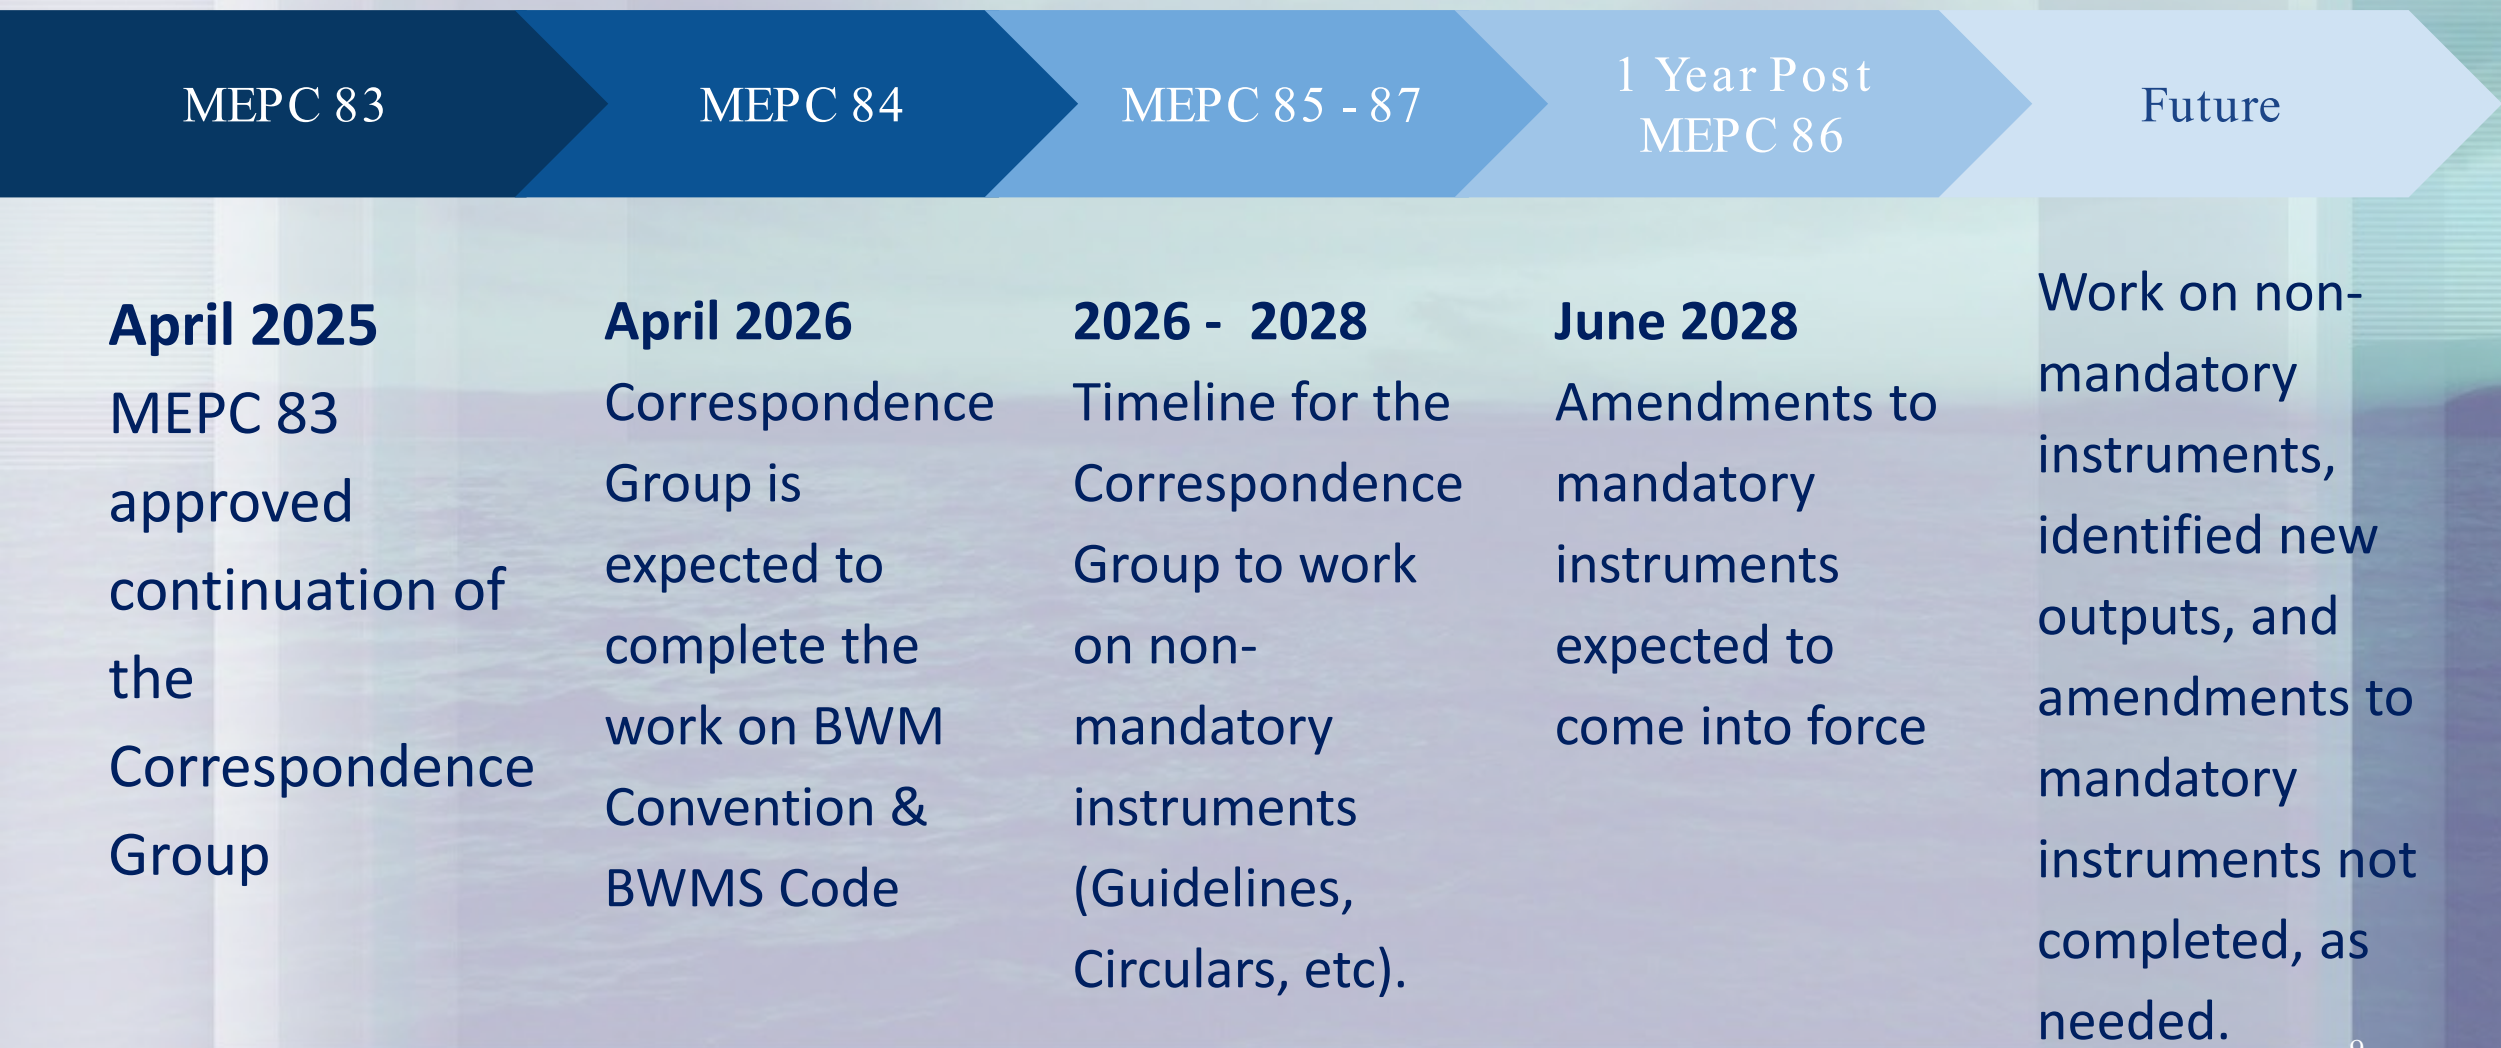 MEPC 83
MEPC 84
MEPC 85 - 87
1 Year Post
MEPC 86
Future
April 2025
MEPC 83
approved
continuation of
the
Correspondence
Group
April 2026
Correspondence
Group is
expected to
complete the
work on BWM
Convention &
BWMS Code
2026 - 2028
Timeline for the
Correspondence
Group to work
on non-
mandatory
instruments
(Guidelines,
Circulars, etc).
June 2028
Amendments to
mandatory
instruments
expected to
come into force
Work on non-
mandatory
instruments,
identified new
outputs, and
amendments to
mandatory
instruments not
completed, as
needed.